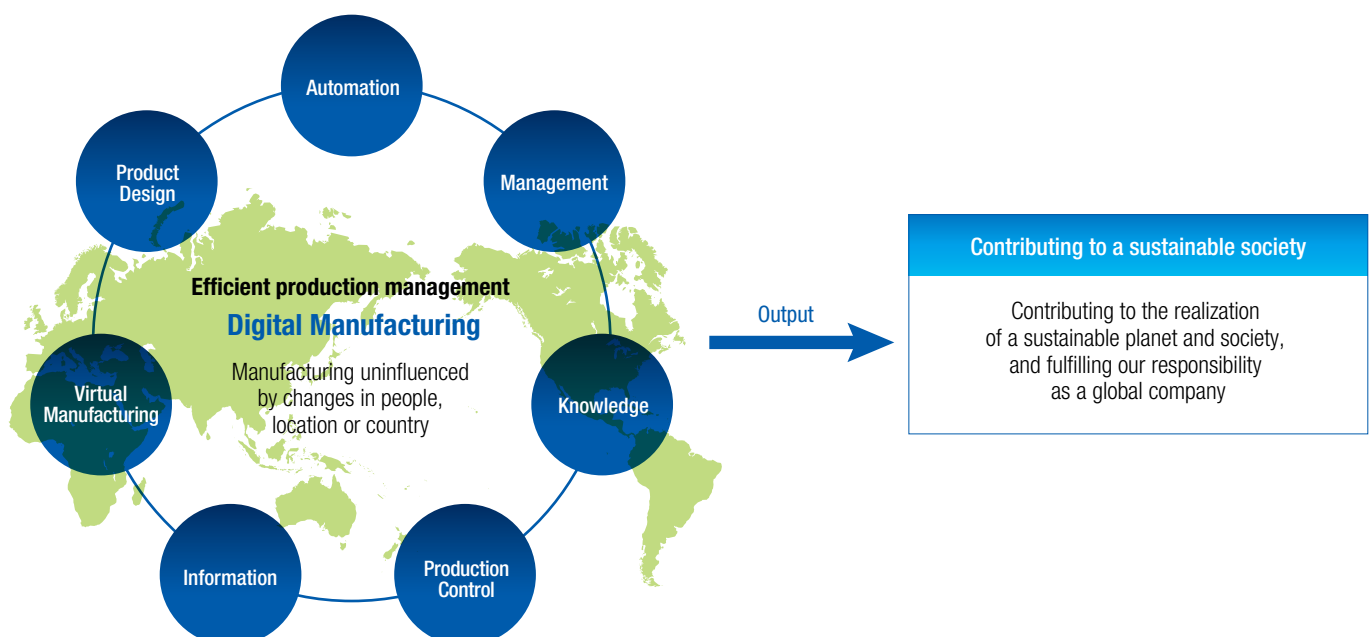 Automation
Product
Design
Management
Efficient production management
Digital Manufacturing
Manufacturing uninfluenced
by changes in people,
location or country
Virtual
Manufacturing
Knowledge
Information
Production
Control
Output
Contributing to a sustainable society
Contributing to the realization
of a sustainable planet and society,
and fulfilling our responsibility
as a global company